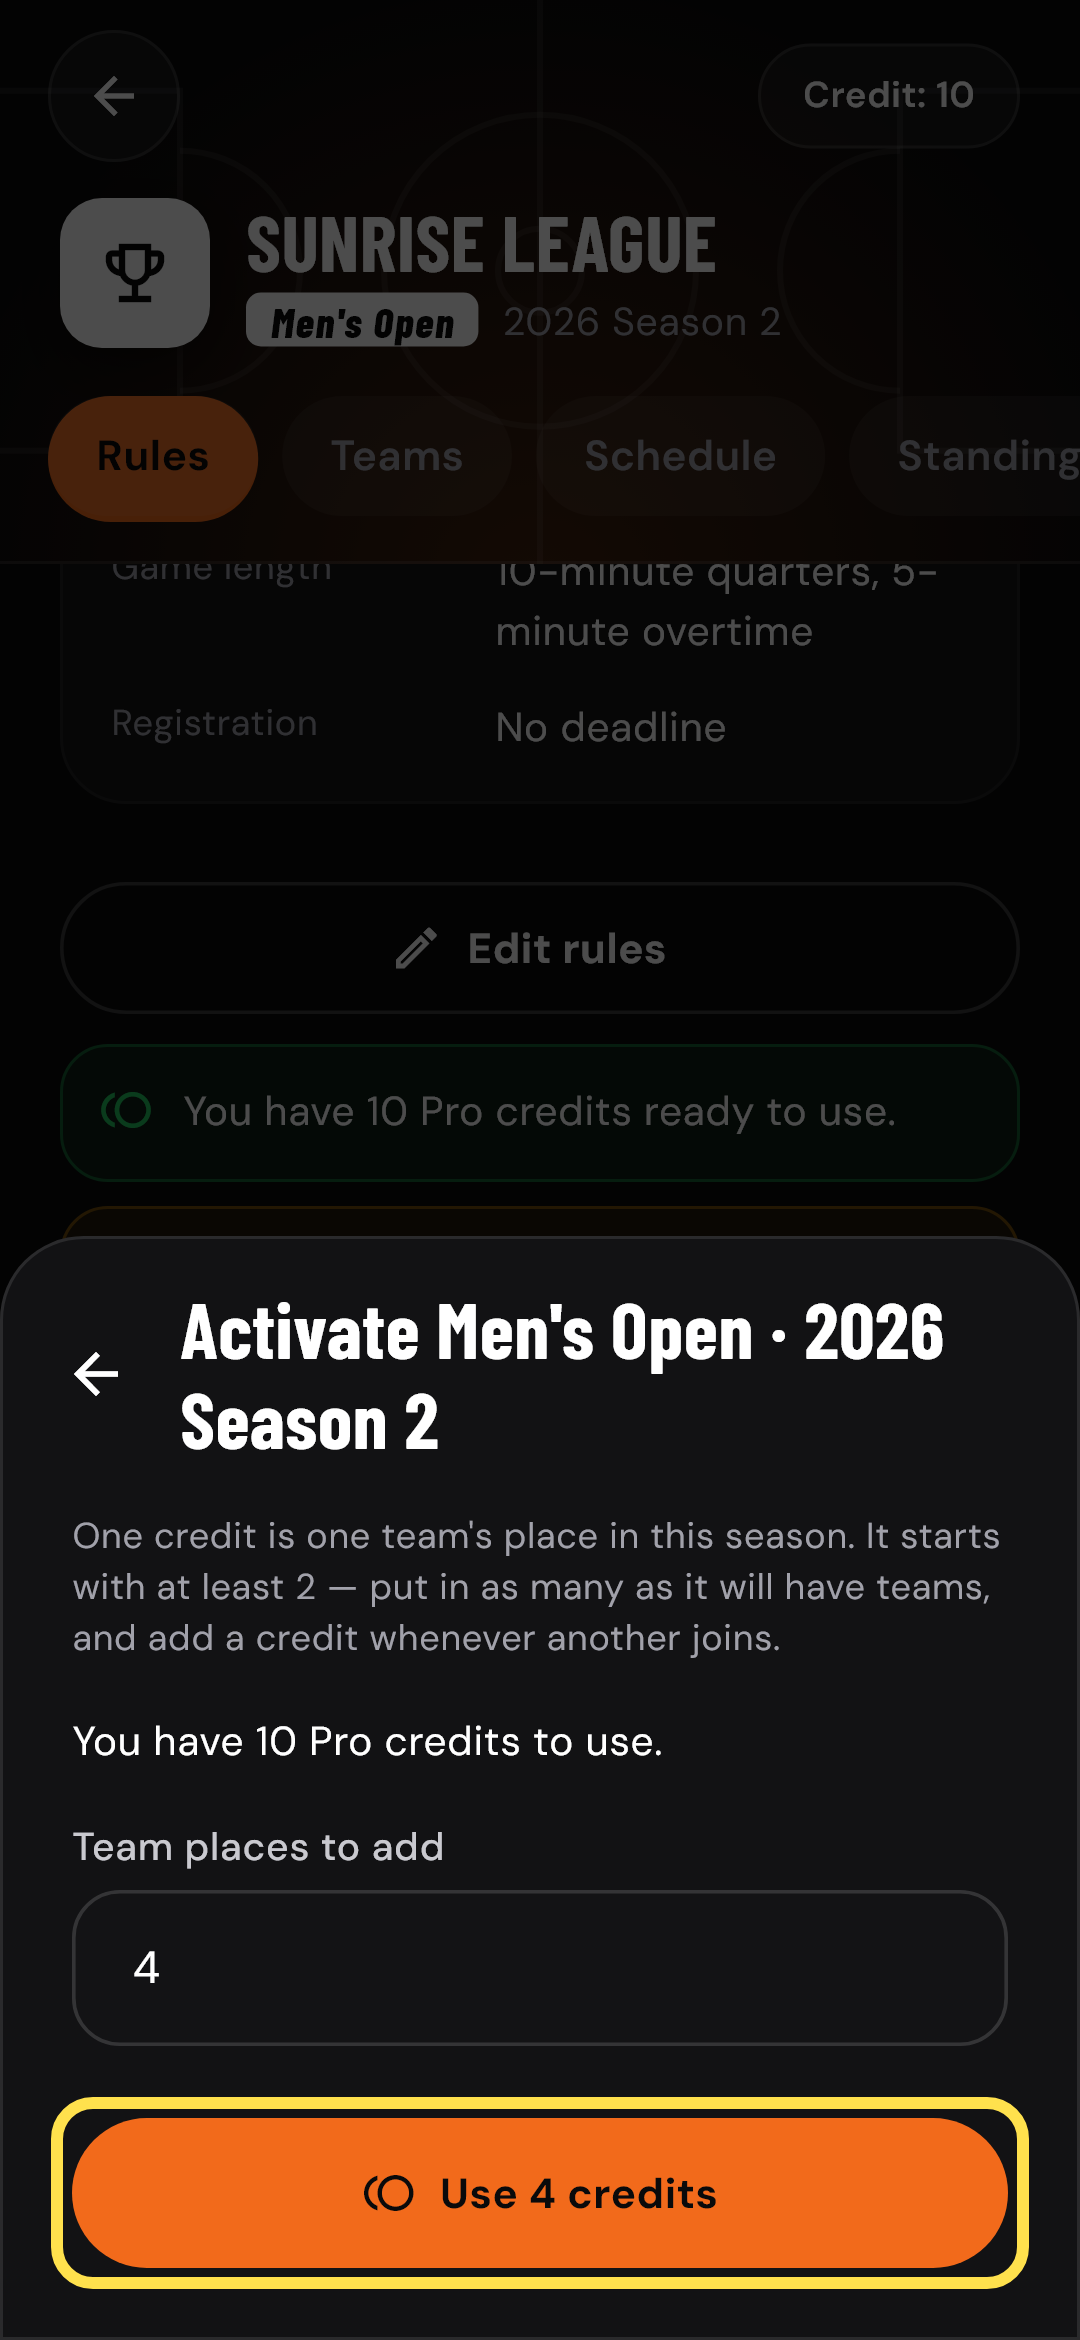 Credit: 10
SUNRISE LEAGUE
Men's Open 2026 Season 2
Rules Teams Schedule Standing
Game length 10-minute quarters, 5-
minute overtime
Registration No deadline
Edit rules
You have 10 Pro credits ready to use.
Activate Men's Open · 2026
Season 2
One credit is one team's place in this season. It starts
with at least 2 — put in as many as it will have teams,
and add a credit whenever another joins.
You have 10 Pro credits to use.
Team places to add
4
Use 4 credits